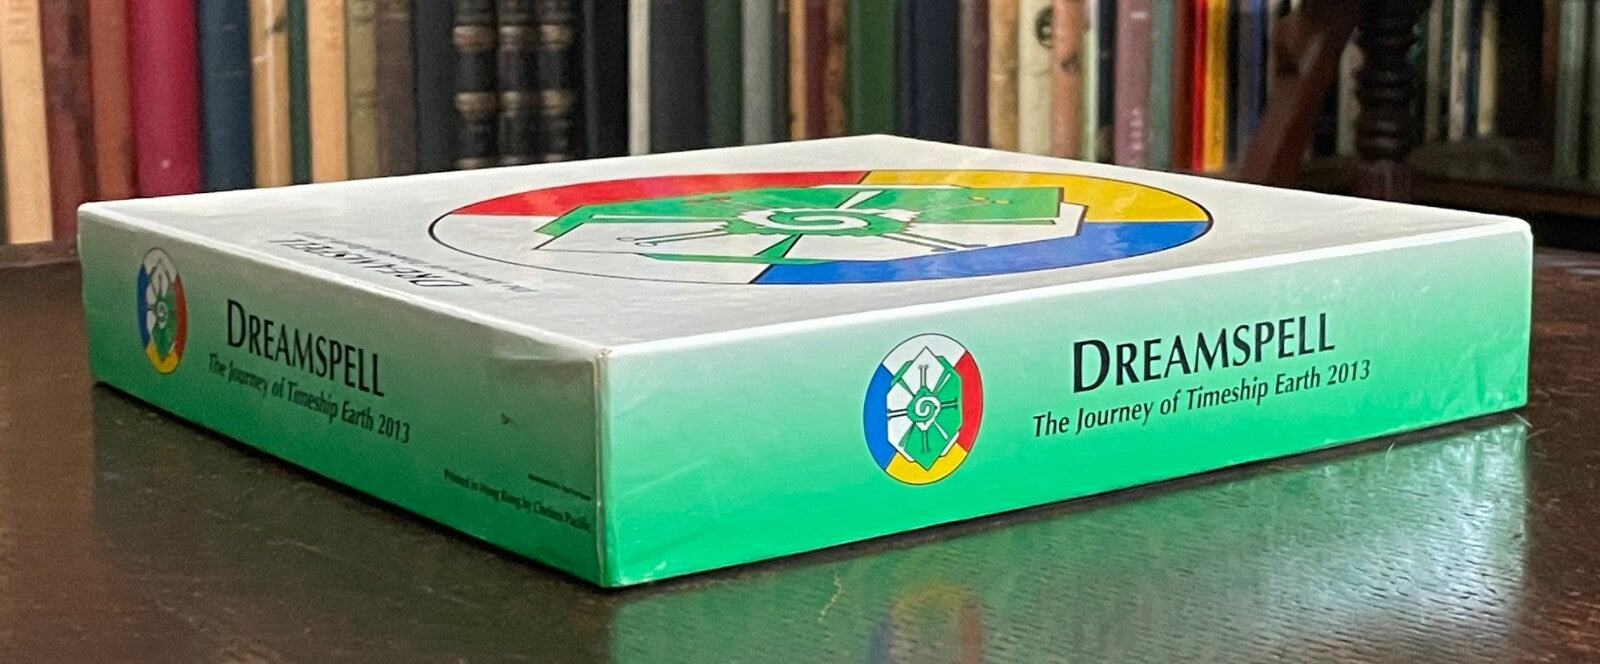 DREAMSPELL
DREAMSPELL
The Journey of Timeship Earth 2013
Printed in Hong Kong by Chelsea Pacific
DREAMSPELL
The Journey of Timeship Earth 2013